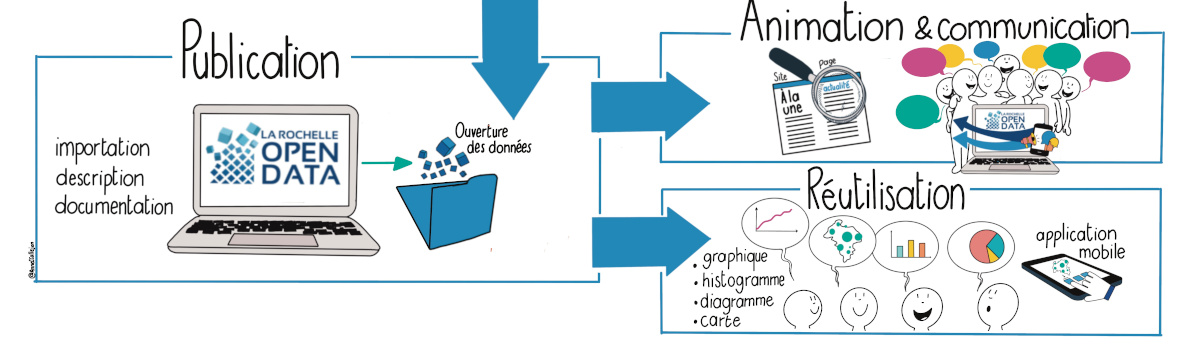 Publication
importation
description
documentation
LA ROCHELLE
OPEN
DATA
Ouverture
des données
Animation & communication
Site
Page
À la
une
actualité
LA ROCHELLE
OPEN
DATA
Réutilisation
• graphique
• histogramme
• diagramme
• carte
application
mobile